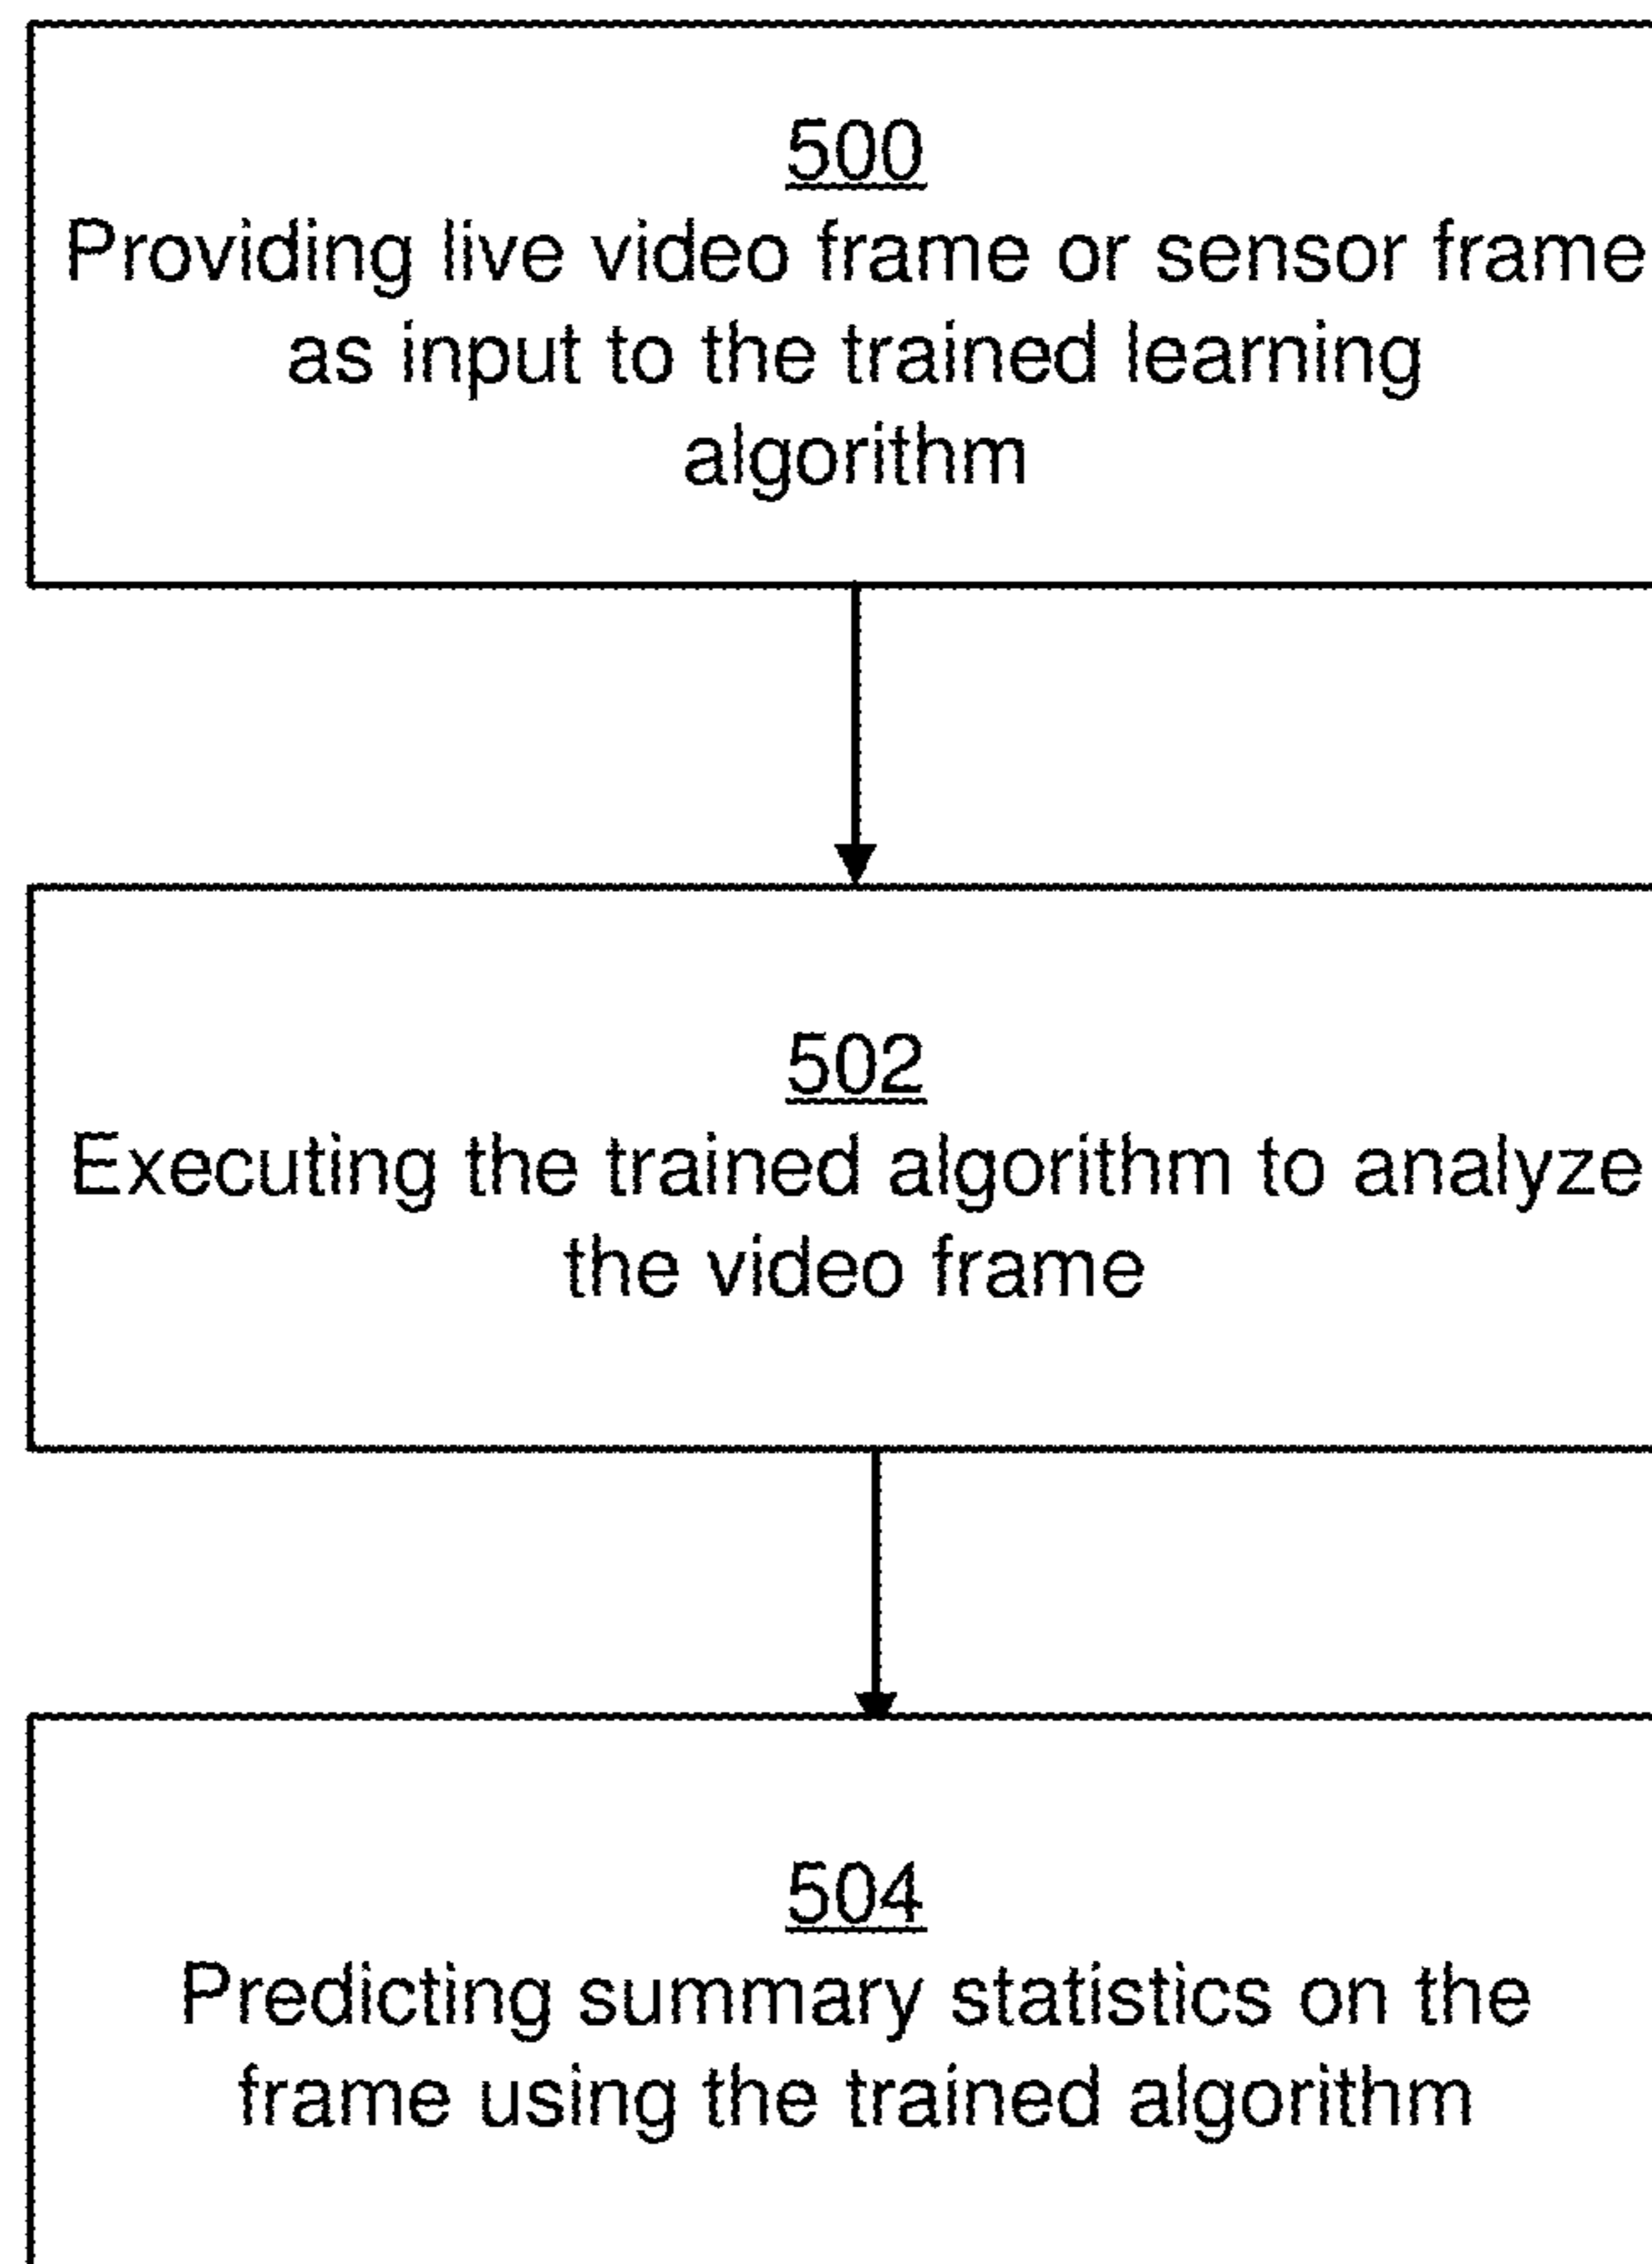 500
Providing live video frame or sensor frame
as input to the trained learning
algorithm
502
Executing the trained algorithm to analyze
the video frame
504
Predicting summary statistics on the
frame using the trained algorithm